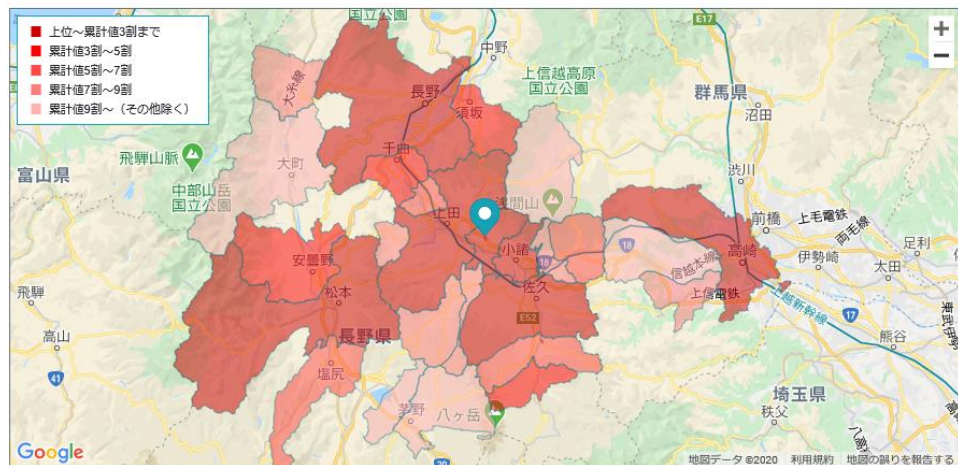 上位～累計値3割まで
累計値3割～5割
累計値5割～7割
累計値7割～9割
累計値9割～（その他除く）
国立公園
中野
E17
大糸線
長野
須坂
上信越高原
国立公園
群馬県
沼田
飛騨山脈
富山県
大町
千曲
渋川
中部山岳
国立公園
上田
浅間山
前橋
上毛電鉄
両毛線
足利
小諸
18
18
信越本線
高崎
伊勢崎
太田
安曇野
松本
佐久
上信電鉄
上越新幹線
17
17
飛騨
長野県
E52
熊谷
高山
塩尻
41
茅野
八ヶ岳
埼玉県
秩父
20
Google
地図データ ©2020 利用規約 地図の誤りを報告する